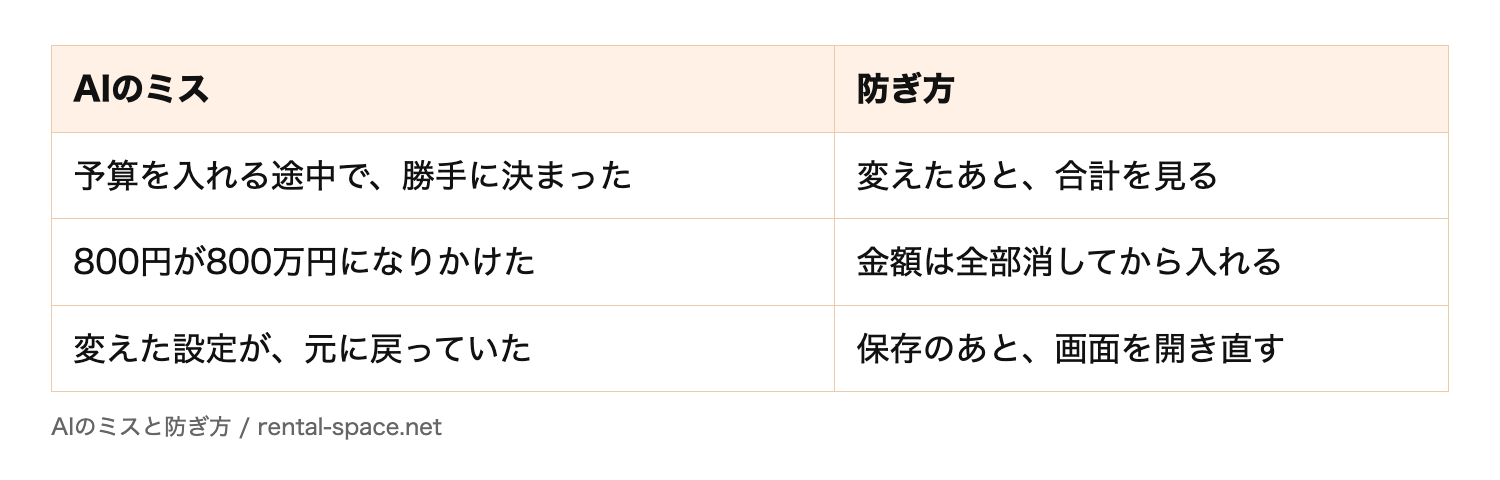 AIのミス
防ぎ方
予算を入れる途中で、勝手に決まった
変えたあと、合計を見る
800円が800万円になりかけた
金額は全部消してから入れる
変えた設定が、元に戻っていた
保存のあと、画面を開き直す
AIのミスと防ぎ方 / rental-space.net